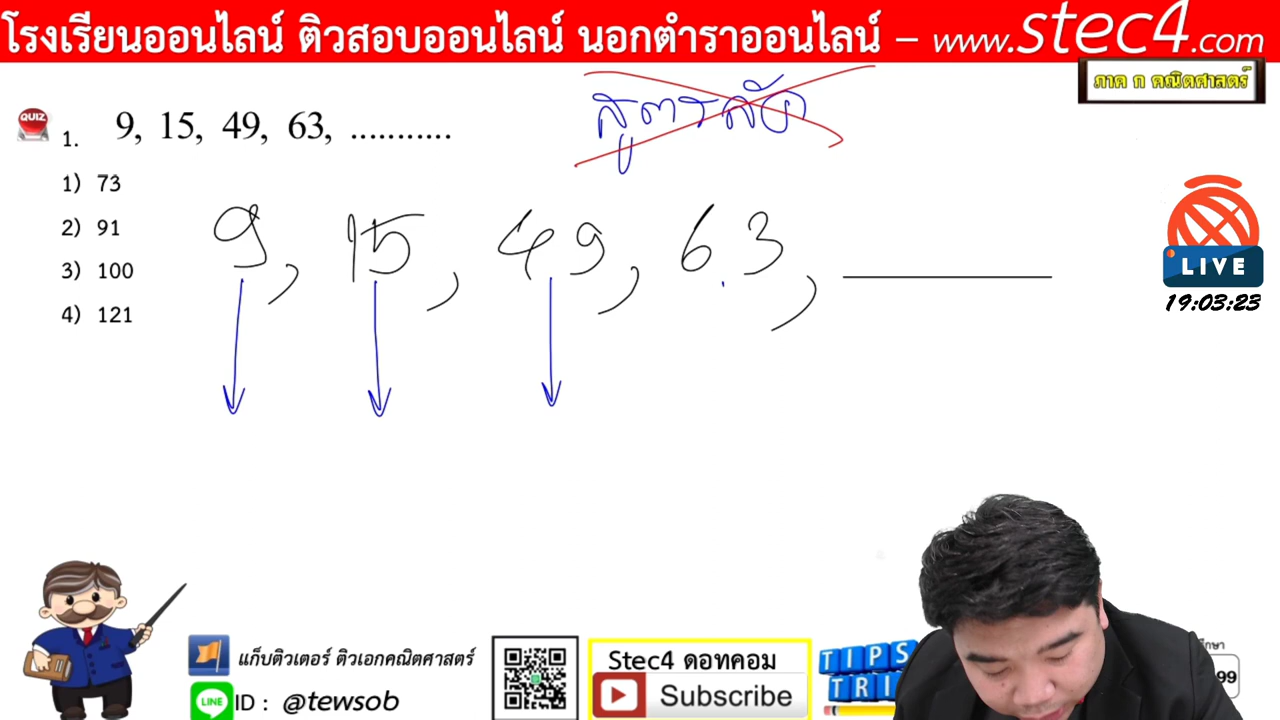 โรงเรียนออนไลน์ ติวสอบออนไลน์ นอกตำราออนไลน์ – www.stec4.com
ภาค ก คณิตศาสตร์
QUIZ
1. 9, 15, 49, 63, ...........
สูตรลัด
1) 73
2) 91
3) 100
4) 121
9, 15, 49, 63,
LIVE
19:03:23
แก็บติวเตอร์ ติวเอกคณิตศาสตร์
LINE ID : @tewsob
Stec4 ดอทคอม
Subscribe
TIPS
TRI
99